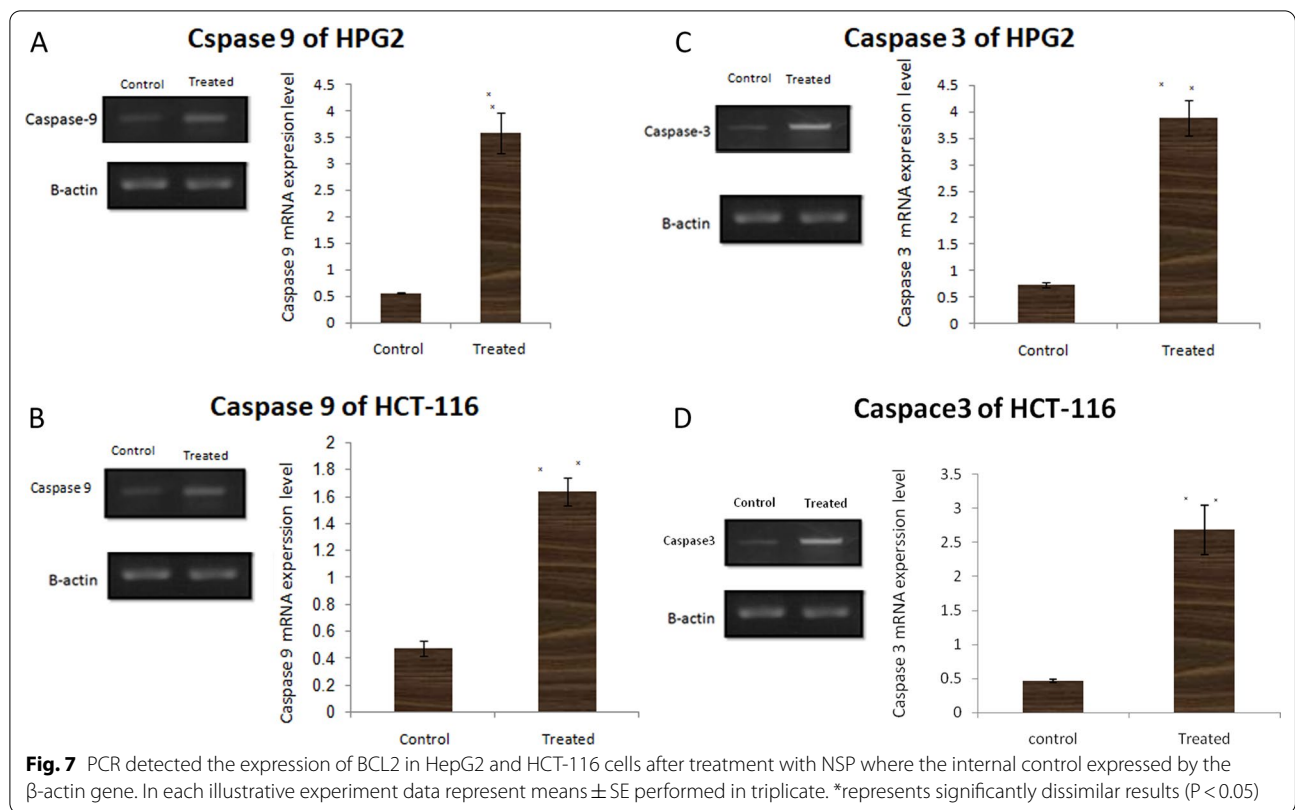 A
Cspase 9 of HPG2
Control Treated
Caspase-9
B-actin
Caspase 9 mRNA expression level
4.5
4
3.5
3
2.5
2
1.5
1
0.5
0
Control Treated
C
Caspase 3 of HPG2
Control Treated
Caspase-3
B-actin
Caspase 3 mRNA expresion level
4.5
4
3.5
3
2.5
2
1.5
1
0.5
0
Control Treated
B
Caspase 9 of HCT-116
Control Treated
Caspase 9
B-actin
Caspase 9 mRNA experssion level
2
1.8
1.6
1.4
1.2
1
0.8
0.6
0.4
0.2
0
Control Treated
D
Caspace3 of HCT-116
Control Treated
Caspase3
B-actin
Caspase 3 mRNA experssion level
3.5
3
2.5
2
1.5
1
0.5
0
control Treated
Fig. 7 PCR detected the expression of BCL2 in HepG2 and HCT-116 cells after treatment with NSP where the internal control expressed by the
β-actin gene. In each illustrative experiment data represent means ± SE performed in triplicate. *represents significantly dissimilar results (P < 0.05)